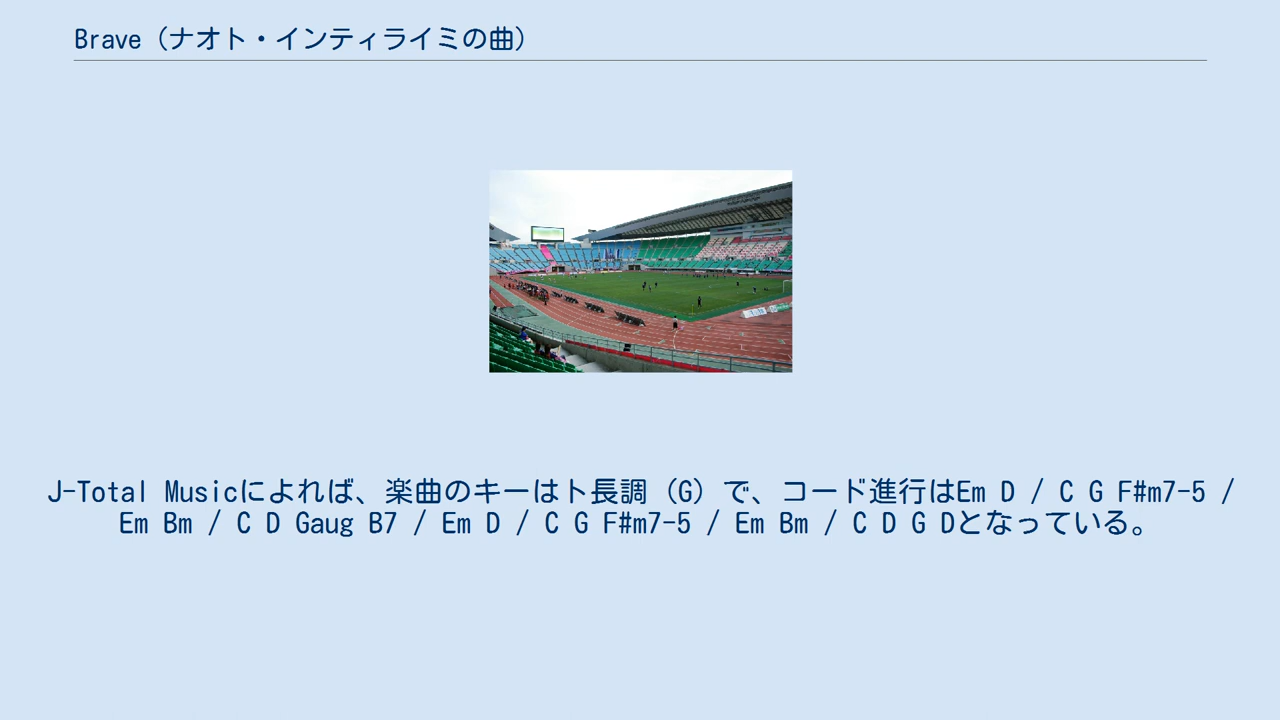 Brave（ナオト・インティライミの曲）
J-Total Musicによれば、楽曲のキーはト長調（G）で、コード進行はEm D / C G F#m7-5 /
Em Bm / C D Gaug B7 / Em D / C G F#m7-5 / Em Bm / C D G Dとなっている。